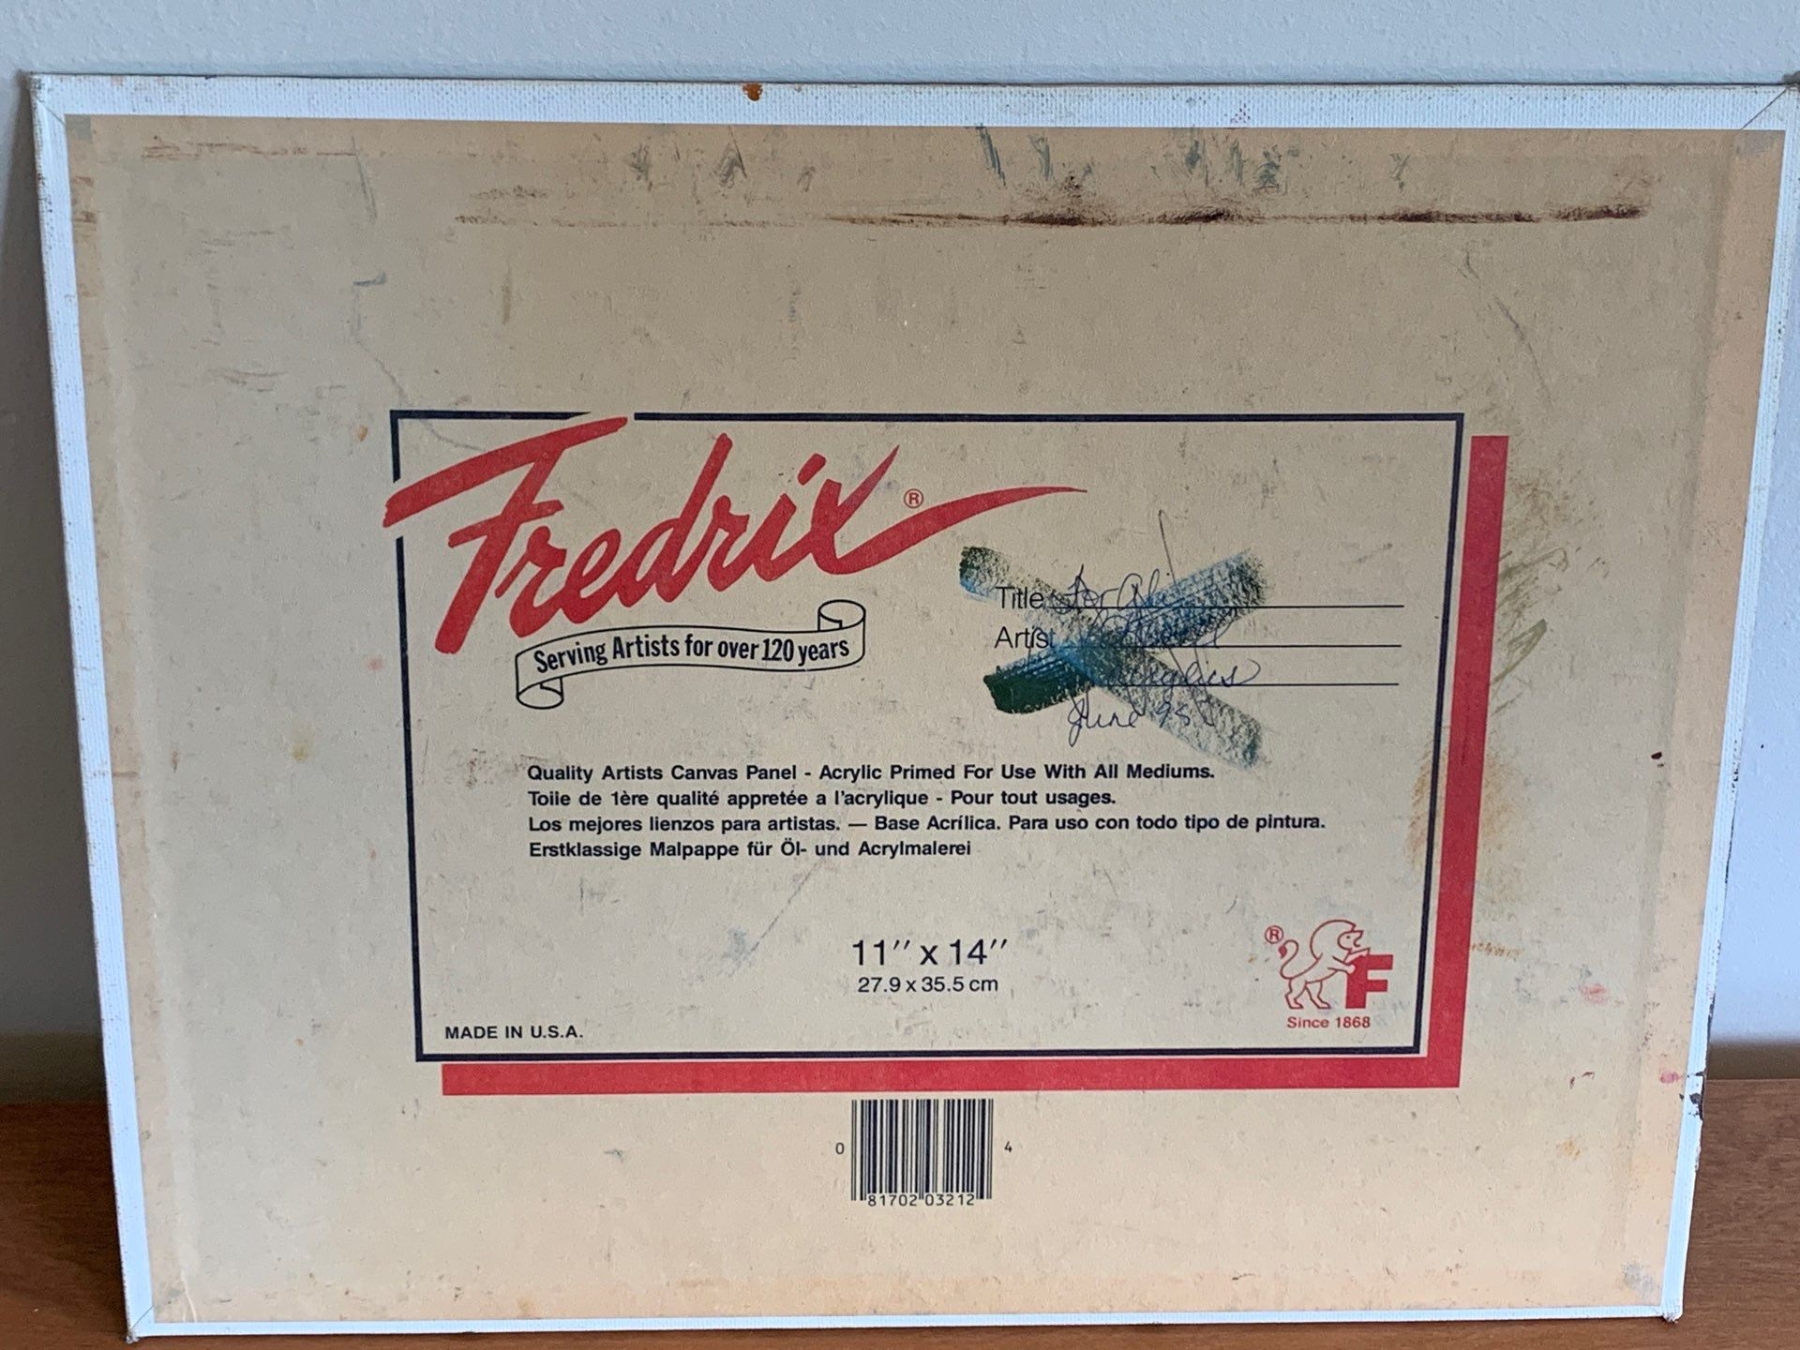 Fredrix®
Serving Artists for over 120 years
Title For
Artist
Acrylics
June 95
Quality Artists Canvas Panel - Acrylic Primed For Use With All Mediums.
Toile de 1ère qualité appretée a l'acrylique - Pour tout usages.
Los mejores lienzos para artistas. — Base Acrílica. Para uso con todo tipo de pintura.
Erstklassige Malpappe für Öl- und Acrylmalerei
11" x 14"
27.9 x 35.5 cm
® F
Since 1868
MADE IN U.S.A.
0 81702 03212 4